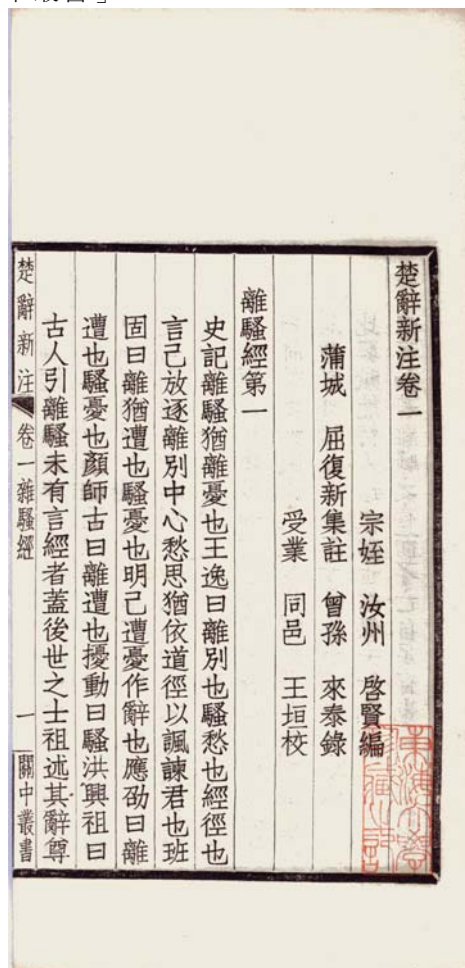 楚辭新注卷一
宗姪 汝州 啓賢編
蒲城 屈復新集註 曾孫 來泰錄
受業 同邑 王垣校
離騷經第一
史記離騷猶離憂也王逸曰離別也騷愁也經徑也
言己放逐離別中心愁思猶依道徑以諷諫君也班
固曰離猶遭也騷憂也明己遭憂作辭也應劭曰離
遭也騷憂也顏師古曰離遭也擾動曰騷洪興祖曰
古人引離騷未有言經者蓋後世之士祖述其辭尊
楚辭新注 卷一離騷經 一 關中叢書